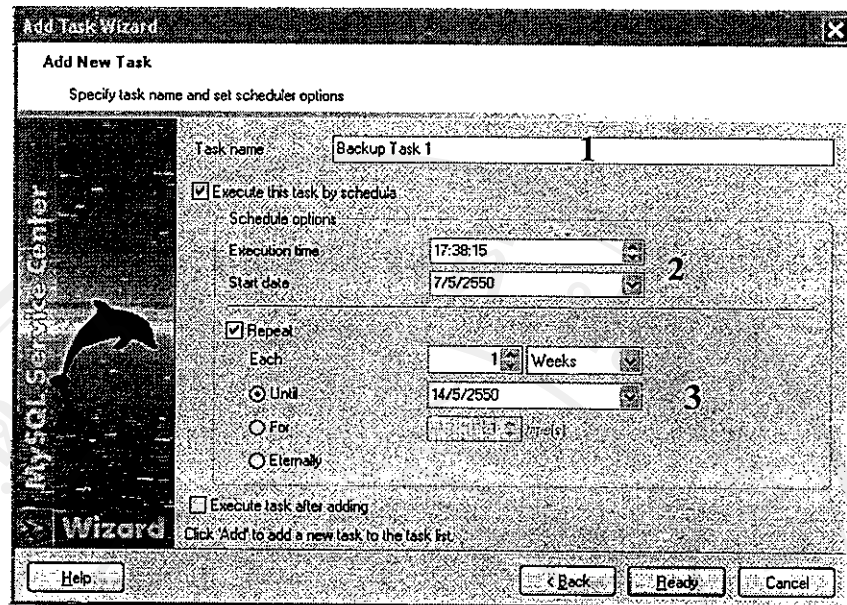 Add Task Wizard
Add New Task
Specify task name and set scheduler options
Task name Backup Task 1 1
Execute this task by schedula
Schedule options
Execution time 17:38:15
Start date 7/5/2550 2
Repeat
Each 1 Weeks
Until 14/5/2550 3
For 1 time(s)
Eternally
Execute task after adding
Click 'Add' to add a new task to the task list.
MySQL Service Center
Wizard
Help < Back Ready Cancel